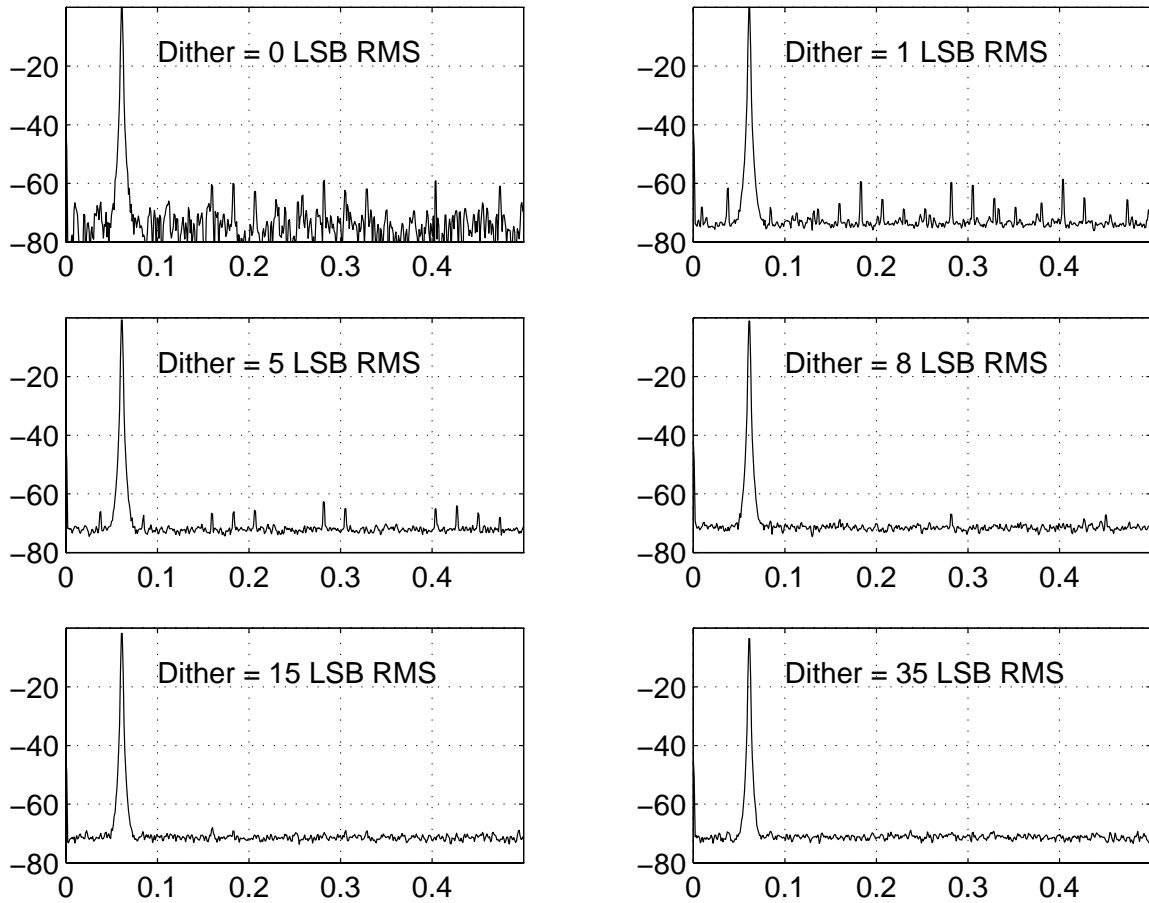 Dither = 0 LSB RMS
−20
−40
−60
−80
0 0.1 0.2 0.3 0.4
Dither = 1 LSB RMS
−20
−40
−60
−80
0 0.1 0.2 0.3 0.4
Dither = 5 LSB RMS
−20
−40
−60
−80
0 0.1 0.2 0.3 0.4
Dither = 8 LSB RMS
−20
−40
−60
−80
0 0.1 0.2 0.3 0.4
Dither = 15 LSB RMS
−20
−40
−60
−80
0 0.1 0.2 0.3 0.4
Dither = 35 LSB RMS
−20
−40
−60
−80
0 0.1 0.2 0.3 0.4